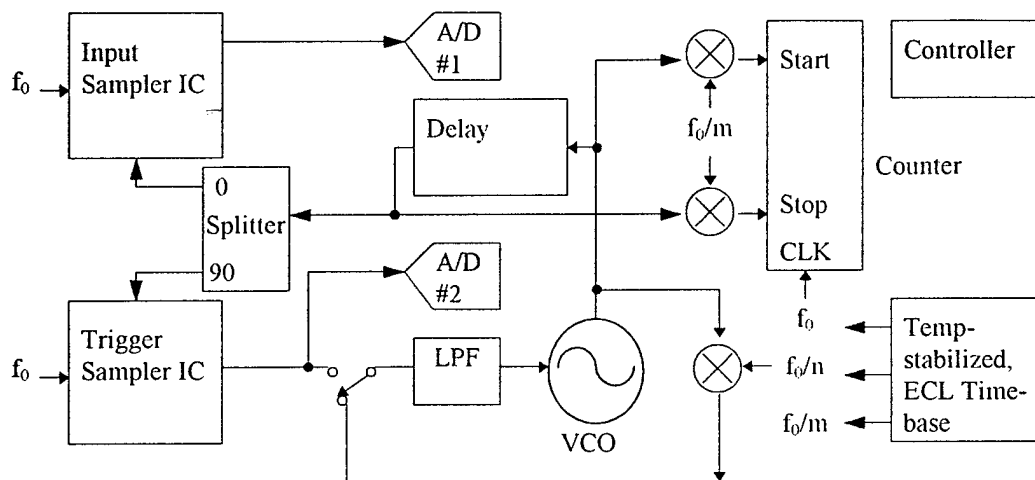 Input
Sampler IC
f₀
A/D
#1
Start
Controller
Delay
f₀/m
Counter
0
Splitter
90
Stop
CLK
A/D
#2
Trigger
Sampler IC
f₀
LPF
VCO
f₀
f₀/n
f₀/m
Temp-
stabilized,
ECL Time-
base